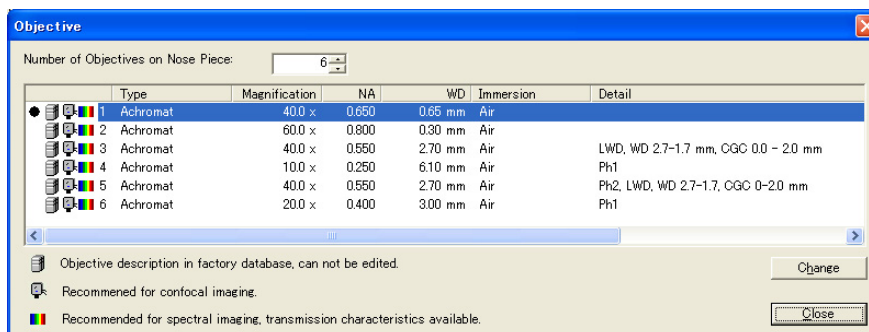 Objective
Number of Objectives on Nose Piece: 6
Type Magnification NA WD Immersion Detail
1 Achromat 40.0 x 0.650 0.65 mm Air
2 Achromat 60.0 x 0.800 0.30 mm Air
3 Achromat 40.0 x 0.550 2.70 mm Air LWD, WD 2.7-1.7 mm, CGC 0.0 - 2.0 mm
4 Achromat 10.0 x 0.250 6.10 mm Air Ph1
5 Achromat 40.0 x 0.550 2.70 mm Air Ph2, LWD, WD 2.7-1.7, CGC 0-2.0 mm
6 Achromat 20.0 x 0.400 3.00 mm Air Ph1
Objective description in factory database, can not be edited.
Change
Recommened for confocal imaging.
Recommended for spectral imaging, transmission characteristics available.
Close